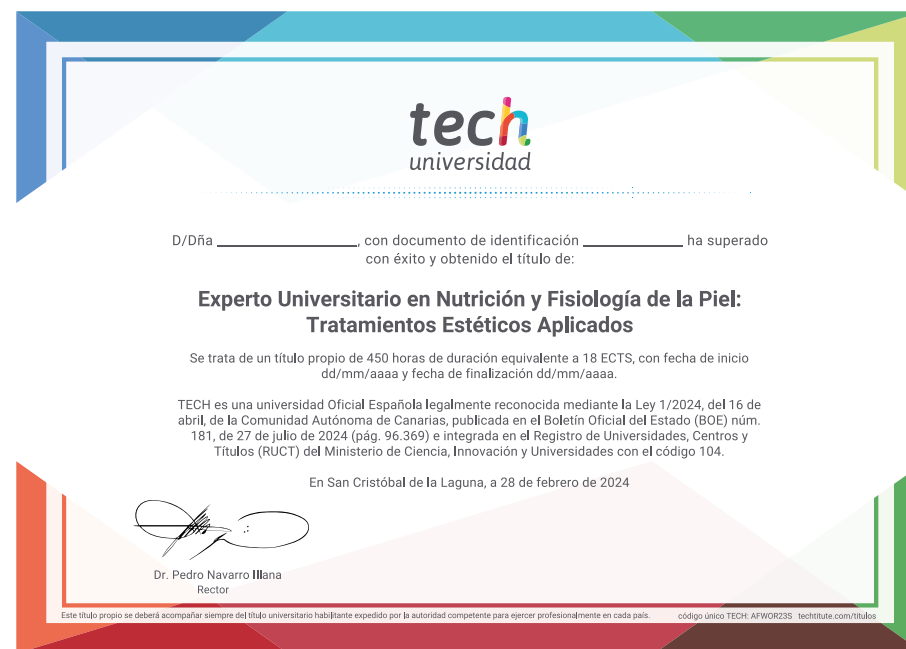 tech
universidad
D/Dña ____________________, con documento de identificación ______________ ha superado
con éxito y obtenido el título de:
Experto Universitario en Nutrición y Fisiología de la Piel:
Tratamientos Estéticos Aplicados
Se trata de un título propio de 450 horas de duración equivalente a 18 ECTS, con fecha de inicio
dd/mm/aaaa y fecha de finalización dd/mm/aaaa.
TECH es una universidad Oficial Española legalmente reconocida mediante la Ley 1/2024, del 16 de
abril, de la Comunidad Autónoma de Canarias, publicada en el Boletín Oficial del Estado (BOE) núm.
181, de 27 de julio de 2024 (pág. 96.369) e integrada en el Registro de Universidades, Centros y
Títulos (RUCT) del Ministerio de Ciencia, Innovación y Universidades con el código 104.
En San Cristóbal de la Laguna, a 28 de febrero de 2024
Dr. Pedro Navarro Illana
Rector
Este título propio se deberá acompañar siempre del título universitario habilitante expedido por la autoridad competente para ejercer profesionalmente en cada país. código único TECH: AFWOR23S techtitute.com/titulos